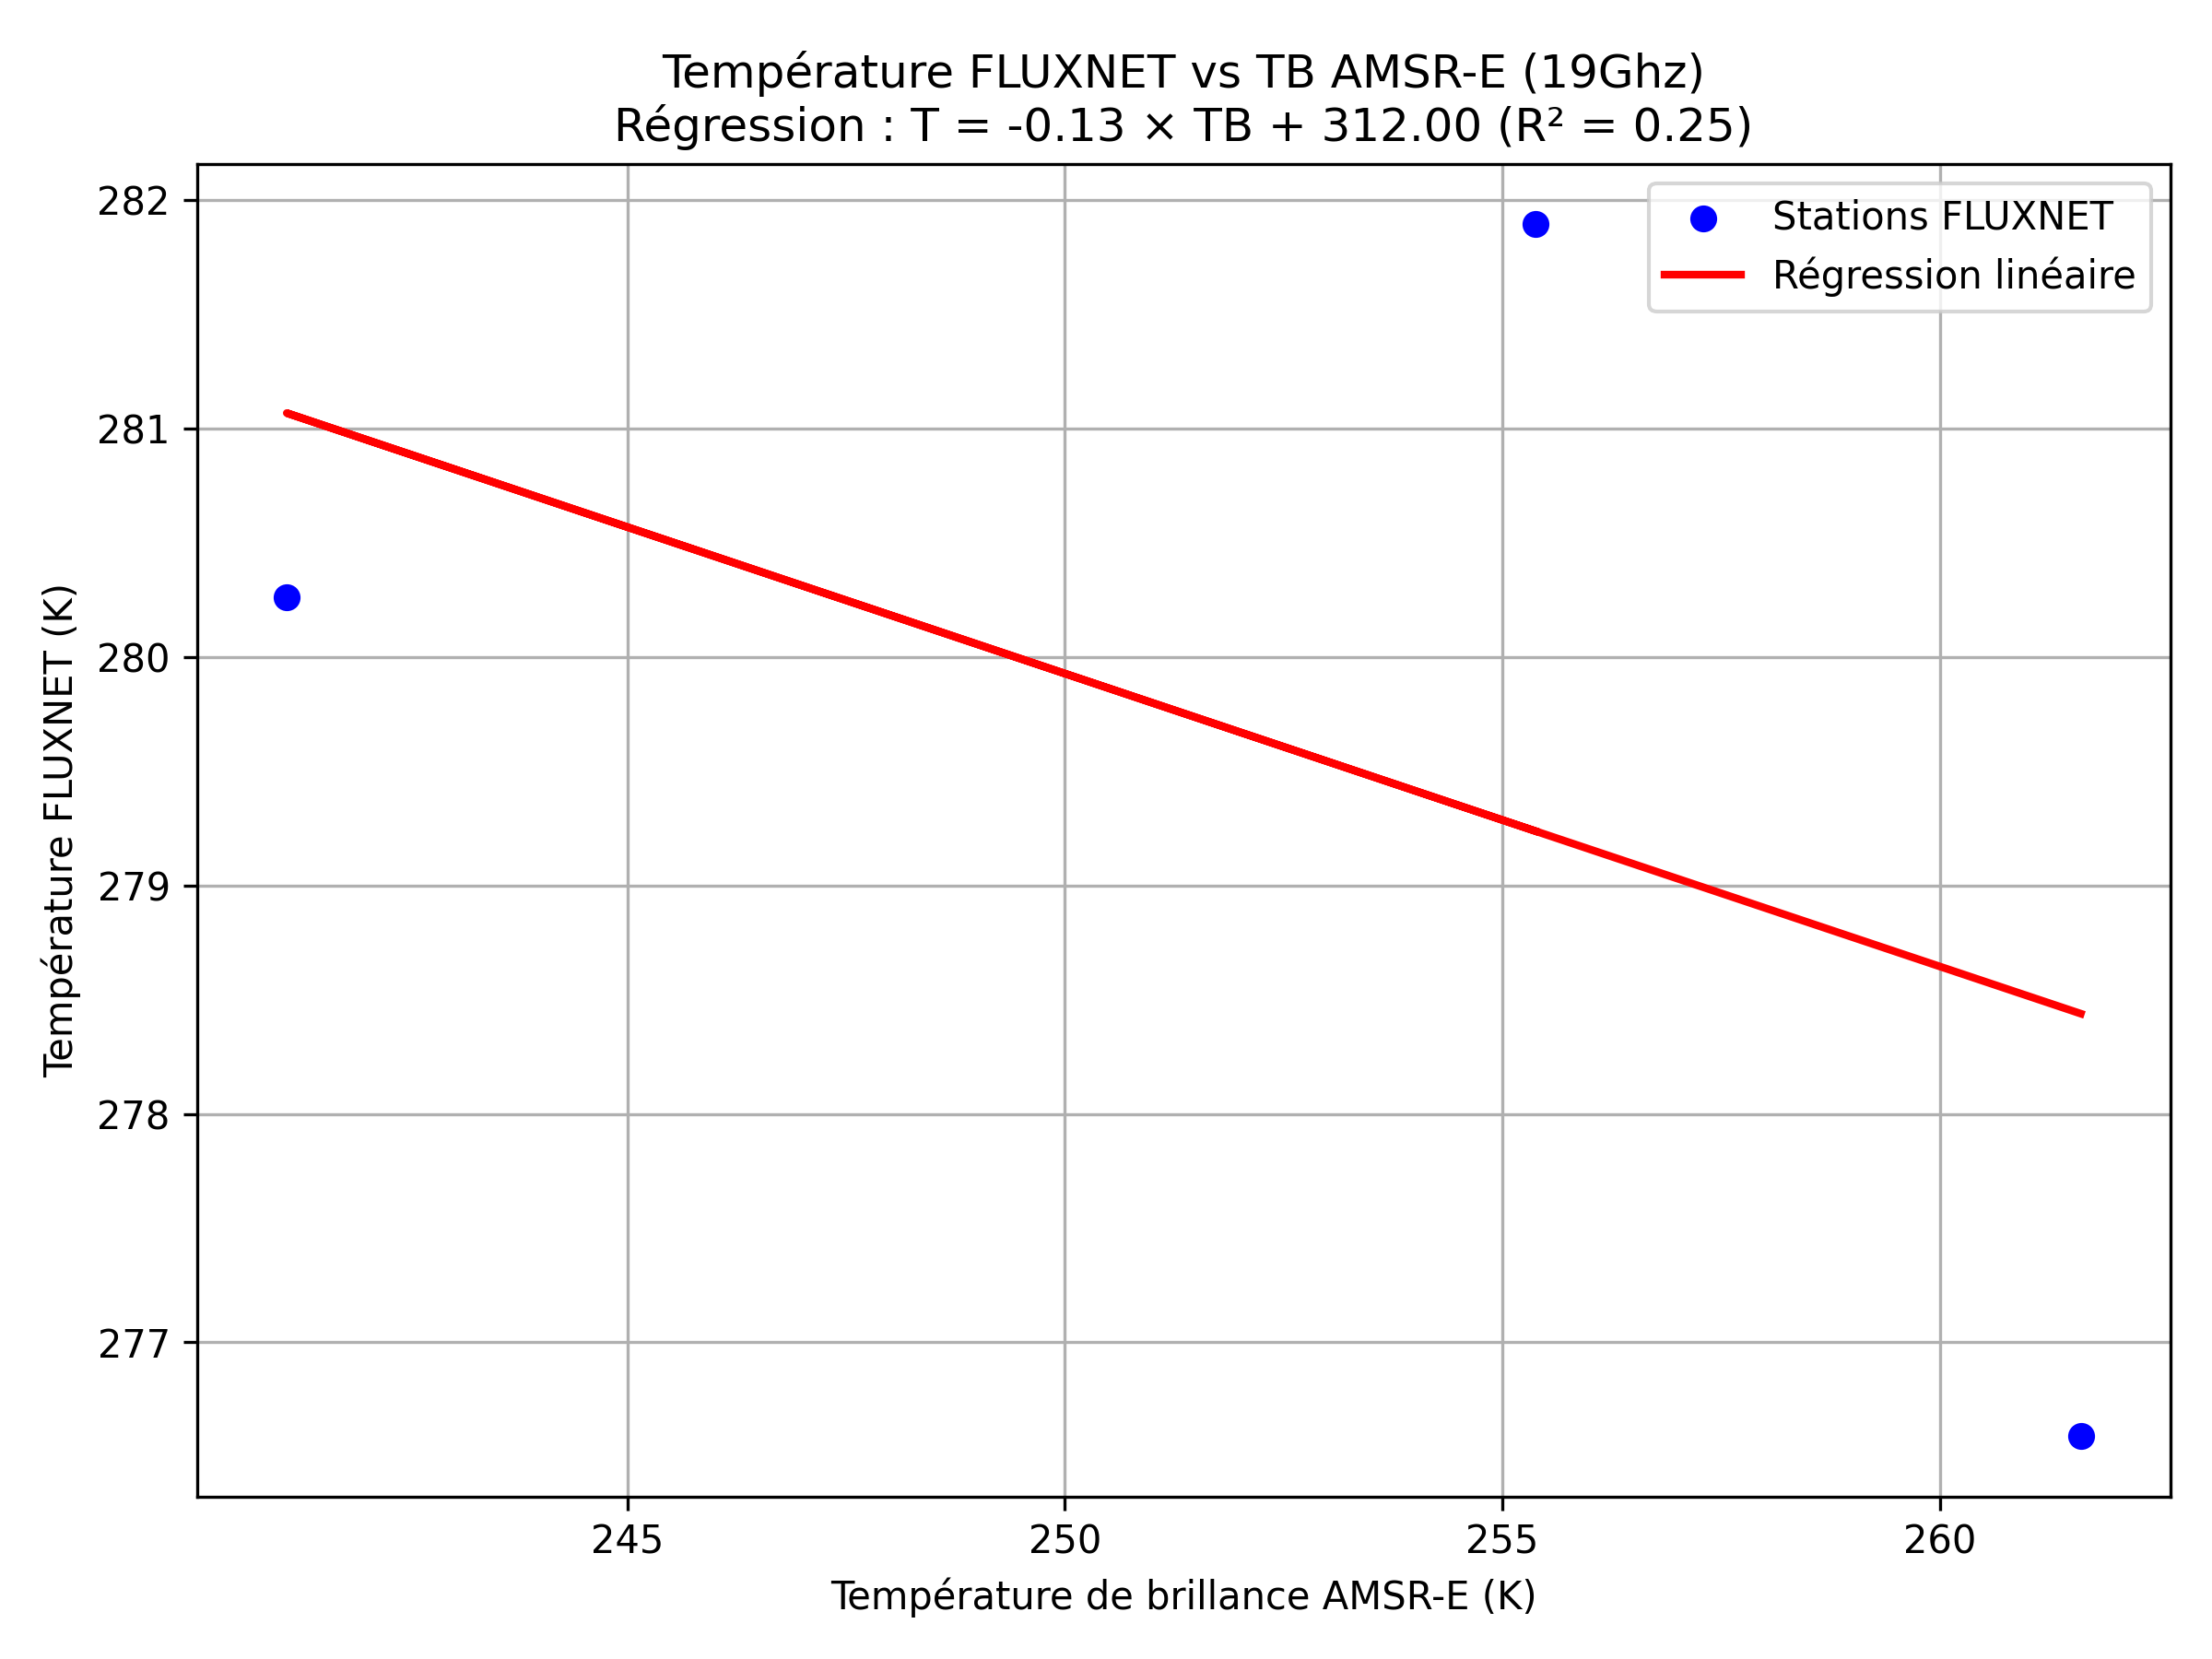 Température FLUXNET vs TB AMSR-E (19Ghz)
Régression : T = -0.13 × TB + 312.00 (R² = 0.25)
Stations FLUXNET
Régression linéaire
282
281
280
279
278
277
Température FLUXNET (K)
245
250
255
260
Température de brillance AMSR-E (K)